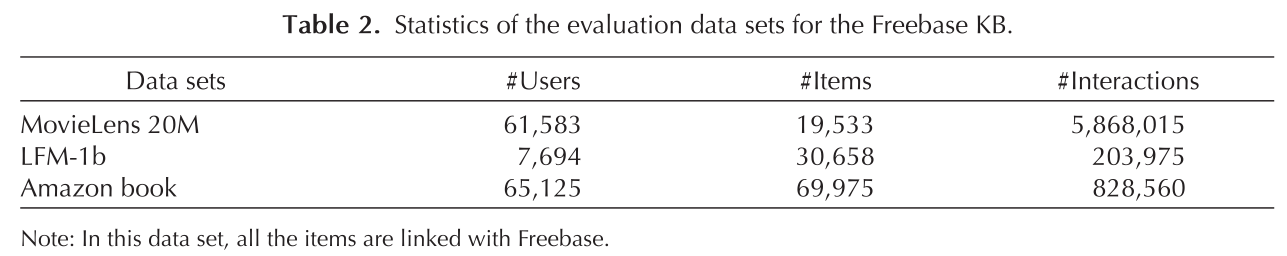 Table 2. Statistics of the evaluation data sets for the Freebase KB.
Data sets #Users #Items #Interactions
MovieLens 20M 61,583 19,533 5,868,015
LFM-1b 7,694 30,658 203,975
Amazon book 65,125 69,975 828,560
Note: In this data set, all the items are linked with Freebase.